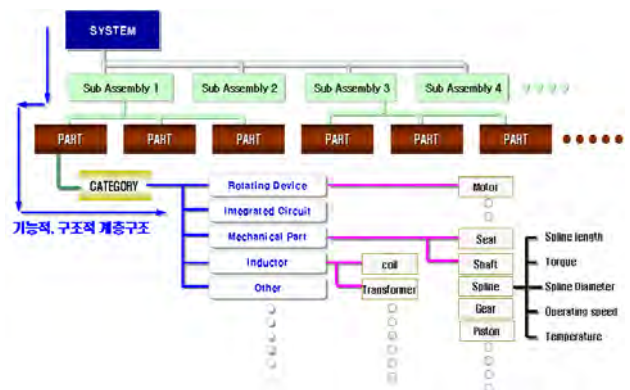 SYSTEM
Sub Assembly 1
Sub Assembly 2
Sub Assembly 3
Sub Assembly 4
PART
PART
PART
PART
PART
PART
CATEGORY
기능적, 구조적 계층구조
Rotating Device
Integrated Circuit
Mechanical Part
Inductor
Other
coil
Transformer
Motor
Seat
Shaft
Spline
Gear
Piston
Spline length
Torque
Spline Diameter
Operating speed
Temperature